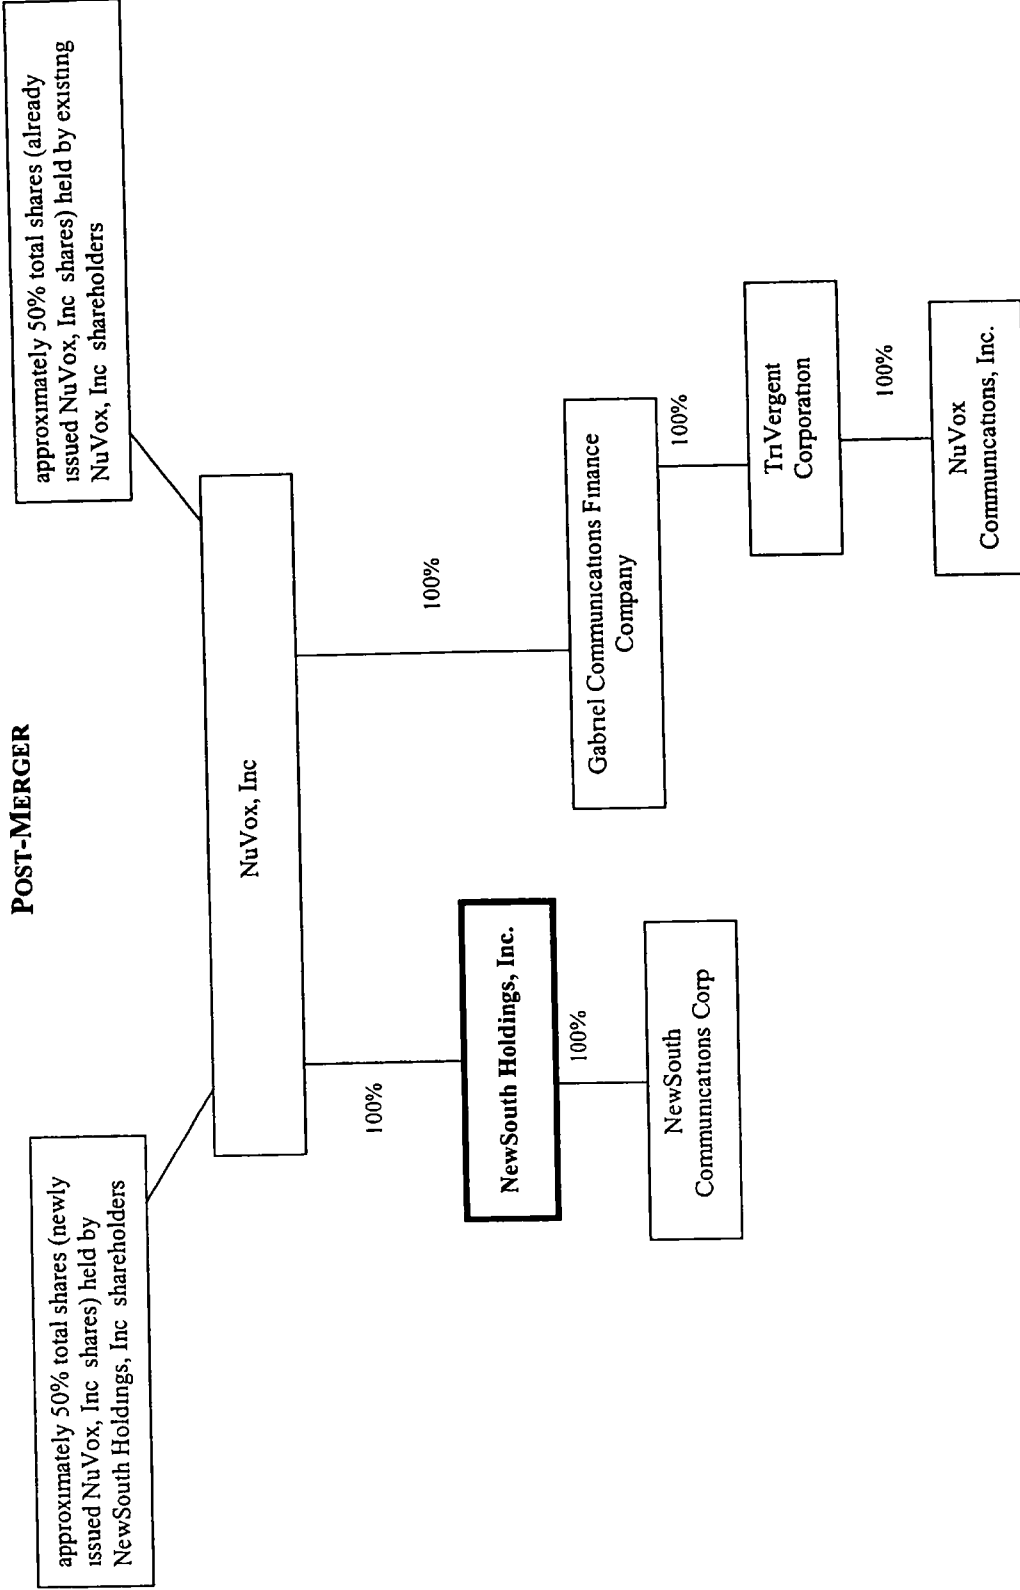 POST-MERGER
approximately 50% total shares (newly
issued NuVox, Inc shares) held by
NewSouth Holdings, Inc shareholders
approximately 50% total shares (already
issued NuVox, Inc shares) held by existing
NuVox, Inc shareholders
NuVox, Inc
100%
100%
NewSouth Holdings, Inc.
100%
NewSouth
Communications Corp
Gabriel Communications Finance
Company
100%
TriVergent
Corporation
100%
NuVox
Communications, Inc.